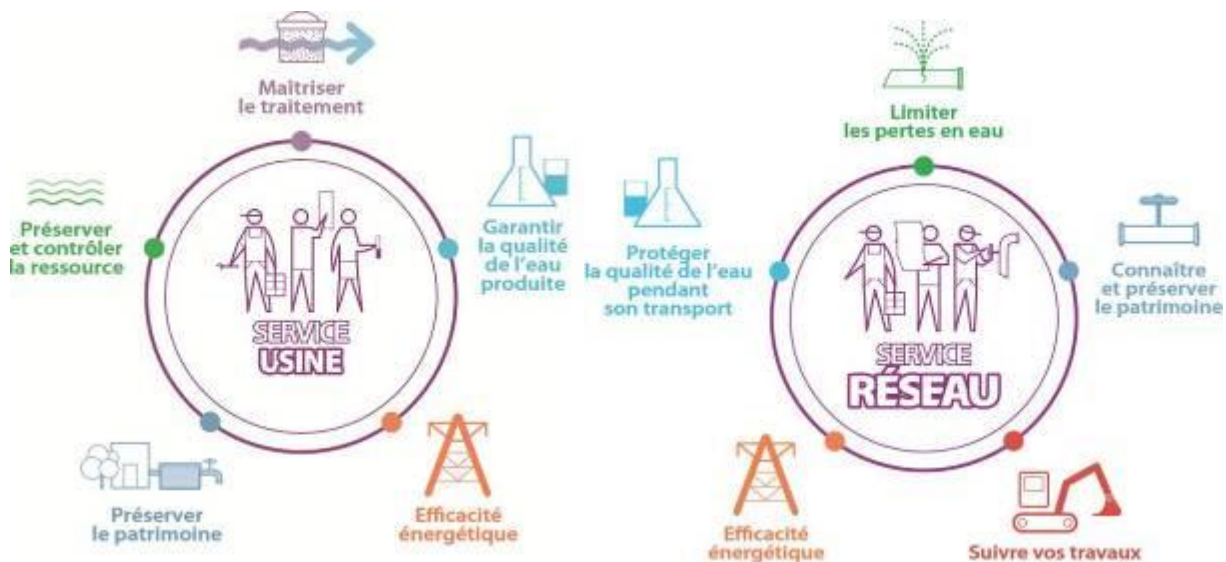 Maîtriser
le traitement
Préserver
et contrôler
la ressource
Garantir
la qualité
de l'eau
produite
SERVICE
USINE
Préserver
le patrimoine
Efficacité
énergétique
Limiter
les pertes en eau
Protéger
la qualité de l'eau
pendant
son transport
Connaître
et préserver
le patrimoine
SERVICE
RÉSEAU
Efficacité
énergétique
Suivre vos travaux